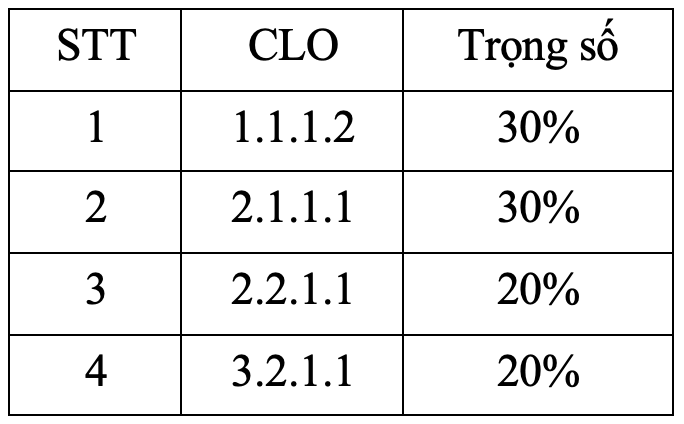 STT CLO Trọng số
1 1.1.1.2 30%
2 2.1.1.1 30%
3 2.2.1.1 20%
4 3.2.1.1 20%